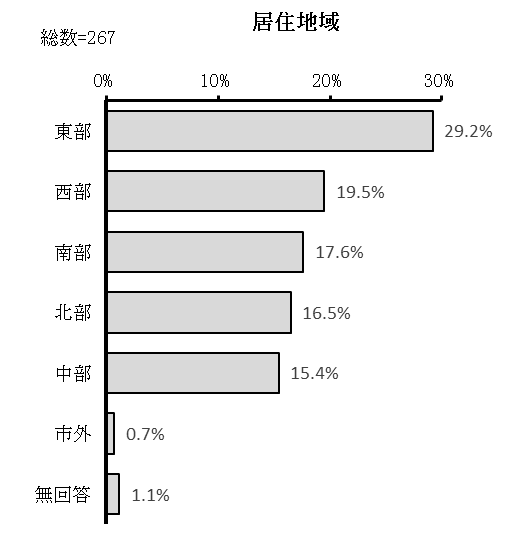 居住地域
総数=267
0% 10% 20% 30%
東部 29.2%
西部 19.5%
南部 17.6%
北部 16.5%
中部 15.4%
市外 0.7%
無回答 1.1%